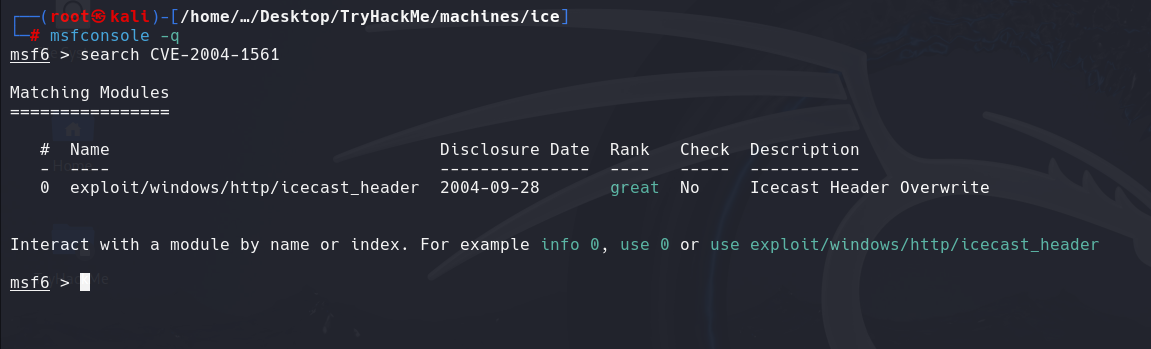 ┌──(root㉿kali)-[/home/…/Desktop/TryHackMe/machines/ice]
└─# msfconsole -q
msf6 > search CVE-2004-1561

Matching Modules
================

   #  Name                                 Disclosure Date  Rank   Check  Description
   -  ----                                 ---------------  ----   -----  -----------
   0  exploit/windows/http/icecast_header  2004-09-28       great  No     Icecast Header Overwrite


Interact with a module by name or index. For example info 0, use 0 or use exploit/windows/http/icecast_header

msf6 >
Home